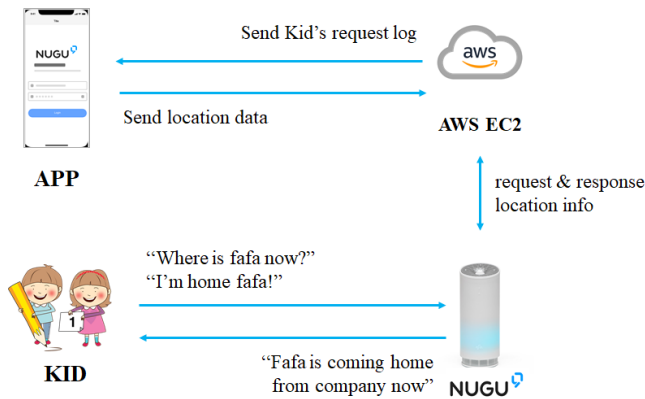 Send Kid's request log
NUGU
aws
Send location data
AWS EC2
APP
request & response
location info
“Where is fafa now?”
“I’m home fafa!”
1
KID
“Fafa is coming home
from company now”
NUGU